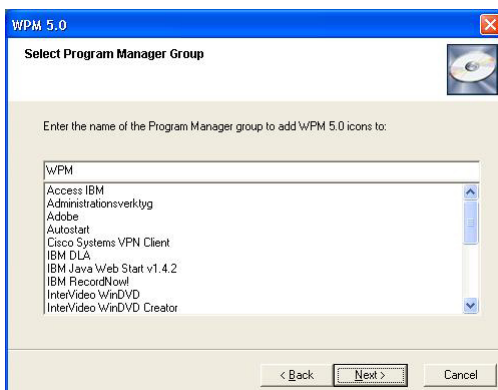 WPM 5.0
Select Program Manager Group
Enter the name of the Program Manager group to add WPM 5.0 icons to:
WPM
Access IBM
Administrationsverktyg
Adobe
Autostart
Cisco Systems VPN Client
IBM DLA
IBM Java Web Start v1.4.2
IBM RecordNow!
InterVideo WinDVD
InterVideo WinDVD Creator
< Back
Next >
Cancel